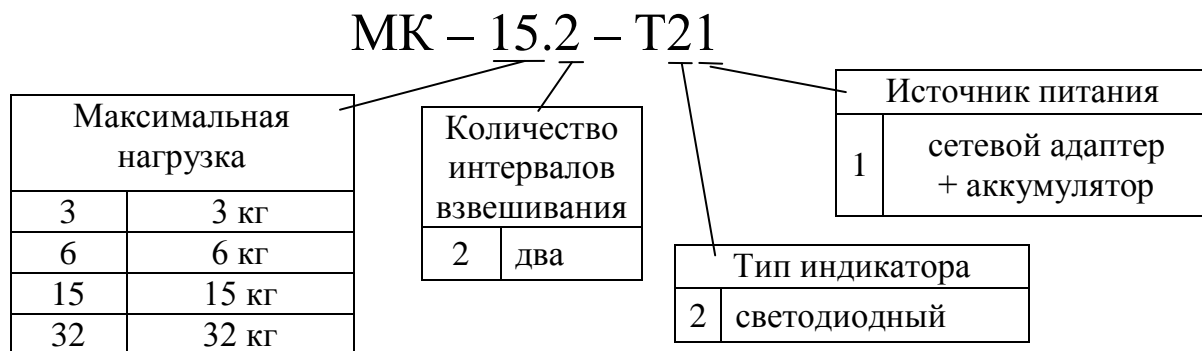 МК – 15.2 – Т21
Максимальная
нагрузка
3 3 кг
6 6 кг
15 15 кг
32 32 кг
Количество
интервалов
взвешивания
2 два
Тип индикатора
2 светодиодный
Источник питания
1 сетевой адаптер
+ аккумулятор